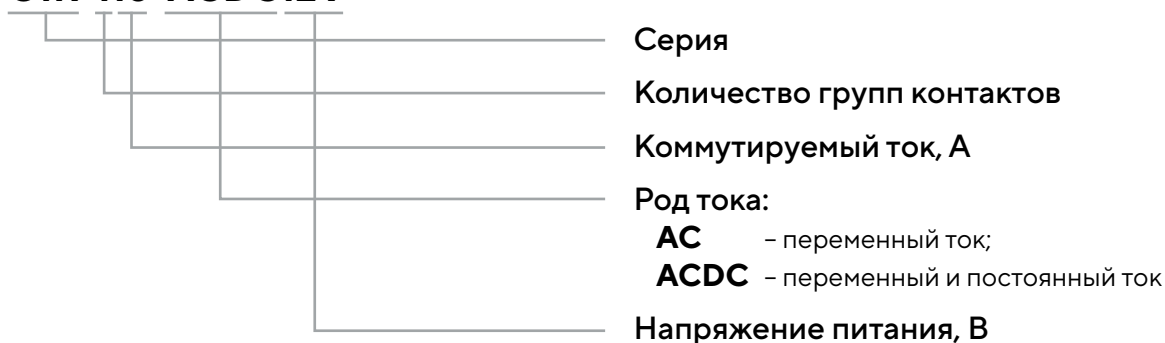 Серия
Количество групп контактов
Коммутируемый ток, А
Род тока:
AC – переменный ток;
ACDC – переменный и постоянный ток
Напряжение питания, В